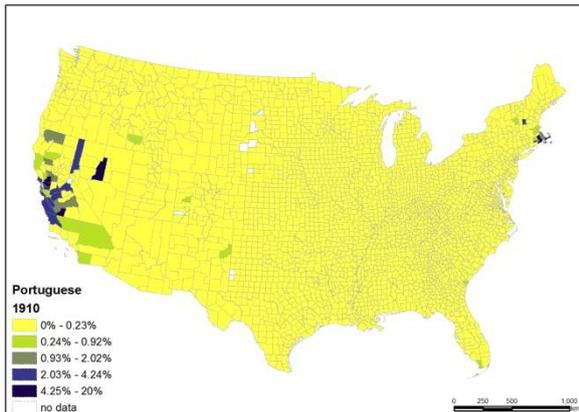 Portuguese
1910
0% - 0.23%
0.24% - 0.92%
0.93% - 2.02%
2.03% - 4.24%
4.25% - 20%
no data
0 250 500 1,000
km